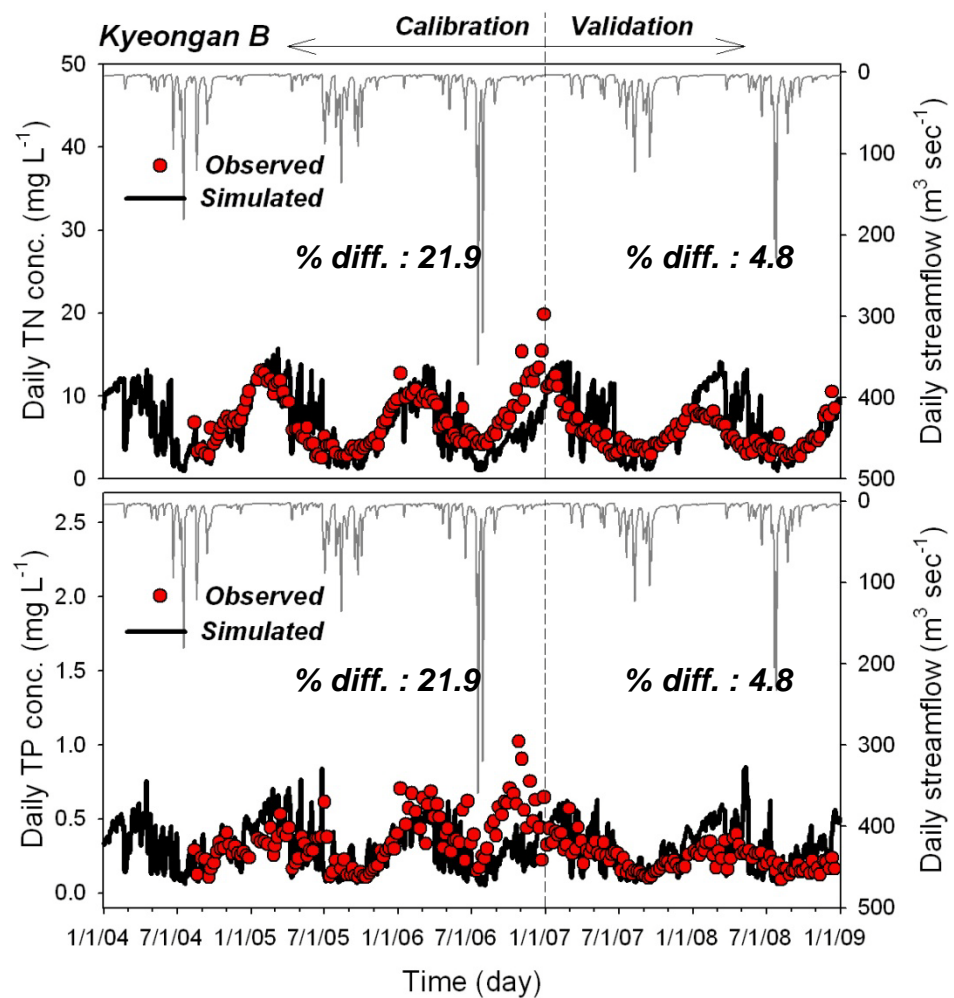 Kyeongan B
Calibration
Validation
50
40
30
20
10
0
Daily TN conc. (mg L⁻¹)
Observed
Simulated
% diff. : 21.9
% diff. : 4.8
0
100
200
300
400
500
Daily streamflow (m³ sec⁻¹)
2.5
2.0
1.5
1.0
0.5
0.0
Daily TP conc. (mg L⁻¹)
Observed
Simulated
% diff. : 21.9
% diff. : 4.8
0
100
200
300
400
500
Daily streamflow (m³ sec⁻¹)
1/1/04 7/1/04 1/1/05 7/1/05 1/1/06 7/1/06 1/1/07 7/1/07 1/1/08 7/1/08 1/1/09
Time (day)